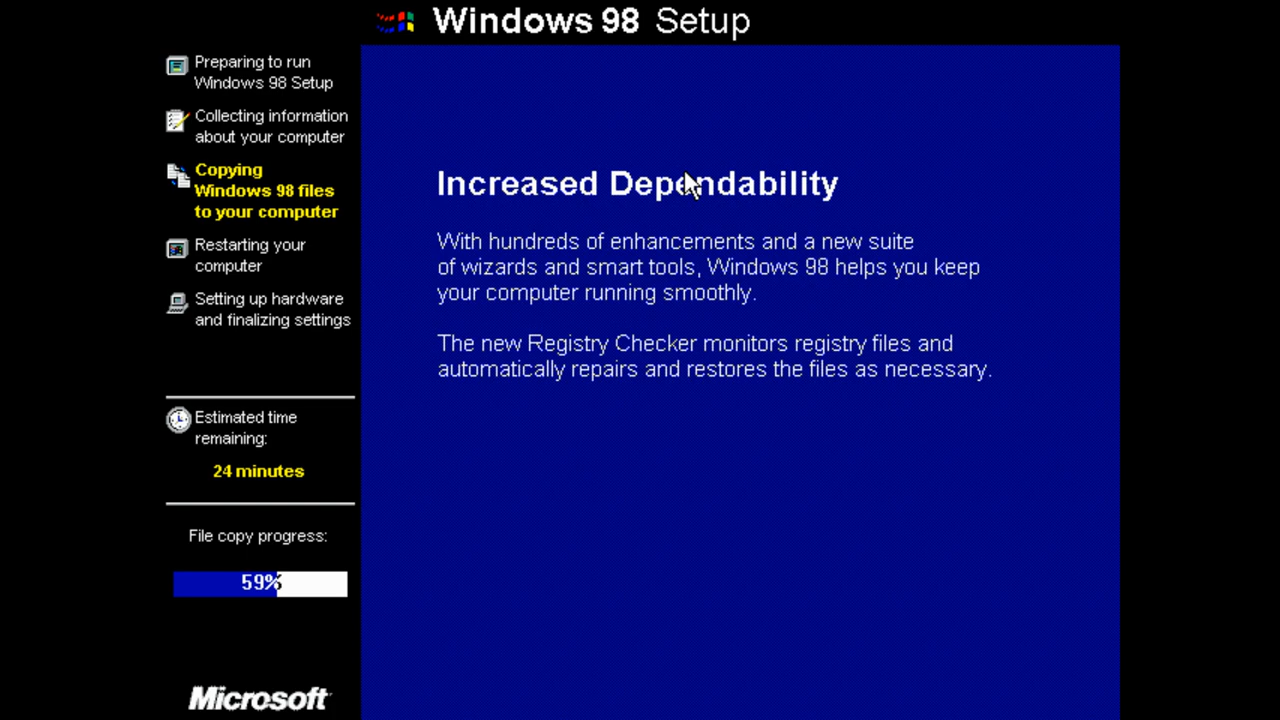 Windows 98 Setup
Preparing to run
Windows 98 Setup
Collecting information
about your computer
Copying
Windows 98 files
to your computer
Restarting your
computer
Setting up hardware
and finalizing settings
Estimated time
remaining:
24 minutes
File copy progress:
59%
Microsoft
Increased Dependability
With hundreds of enhancements and a new suite
of wizards and smart tools, Windows 98 helps you keep
your computer running smoothly.
The new Registry Checker monitors registry files and
automatically repairs and restores the files as necessary.